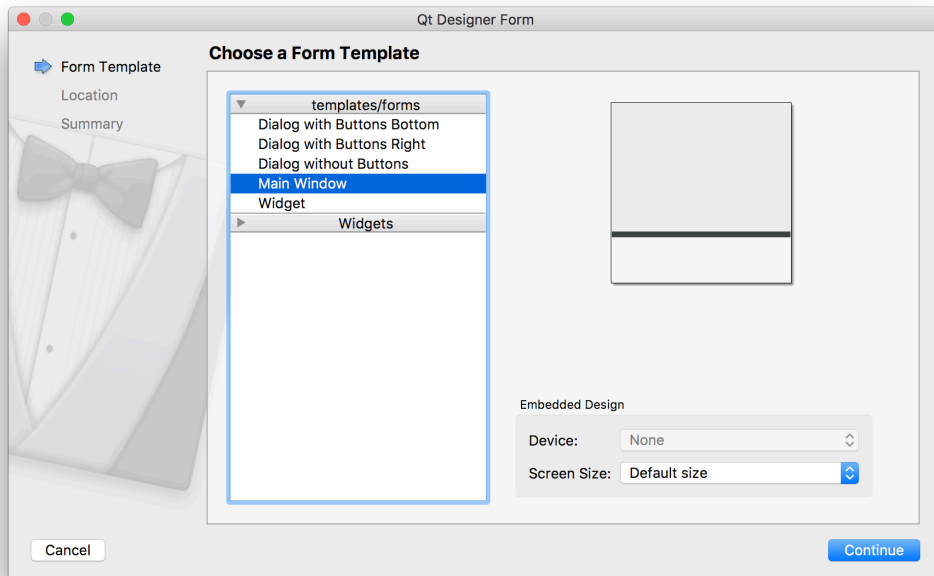 Qt Designer Form
Form Template
Location
Summary
Choose a Form Template
templates/forms
Dialog with Buttons Bottom
Dialog with Buttons Right
Dialog without Buttons
Main Window
Widget
Widgets
Embedded Design
Device: None
Screen Size: Default size
Cancel
Continue